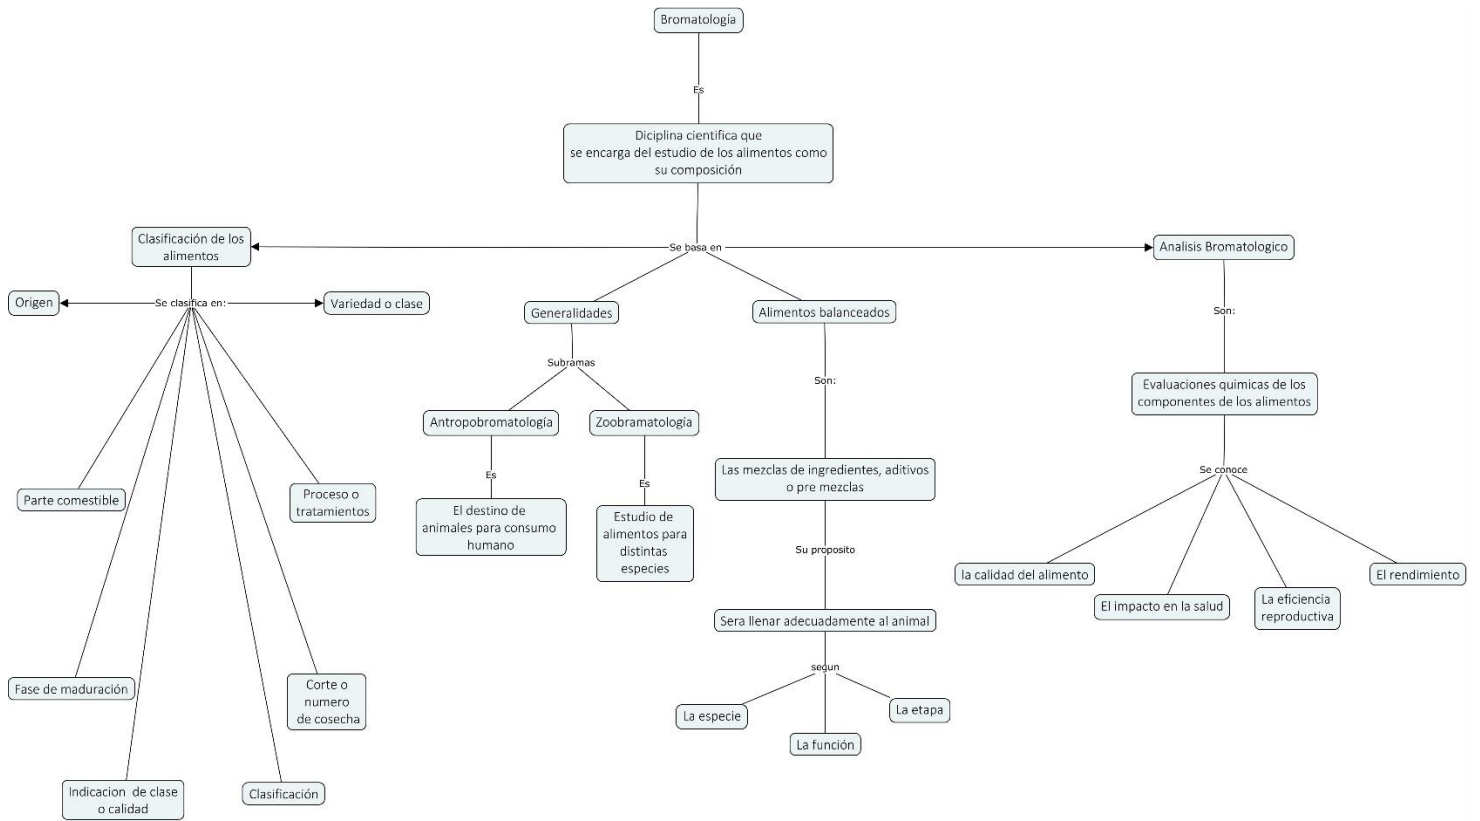 Bromatología
Es
Diciplina cientifica que
se encarga del estudio de los alimentos como
su composición
Se basa en
Clasificación de los
alimentos
Se clasifica en:
Origen
Variedad o clase
Parte comestible
Proceso o
tratamientos
Fase de maduración
Corte o
numero
de cosecha
Indicacion de clase
o calidad
Clasificación
Generalidades
Subramas
Antropobromatología
Es
El destino de
animales para consumo
humano
Zoobramatología
Es
Estudio de
alimentos para
distintas
especies
Alimentos balanceados
Son:
Las mezclas de ingredientes, aditivos
o pre mezclas
Su proposito
Sera llenar adecuadamente al animal
segun
La especie
La función
La etapa
Analisis Bromatologico
Son:
Evaluaciones quimicas de los
componentes de los alimentos
Se conoce
la calidad del alimento
El impacto en la salud
La eficiencia
reproductiva
El rendimiento